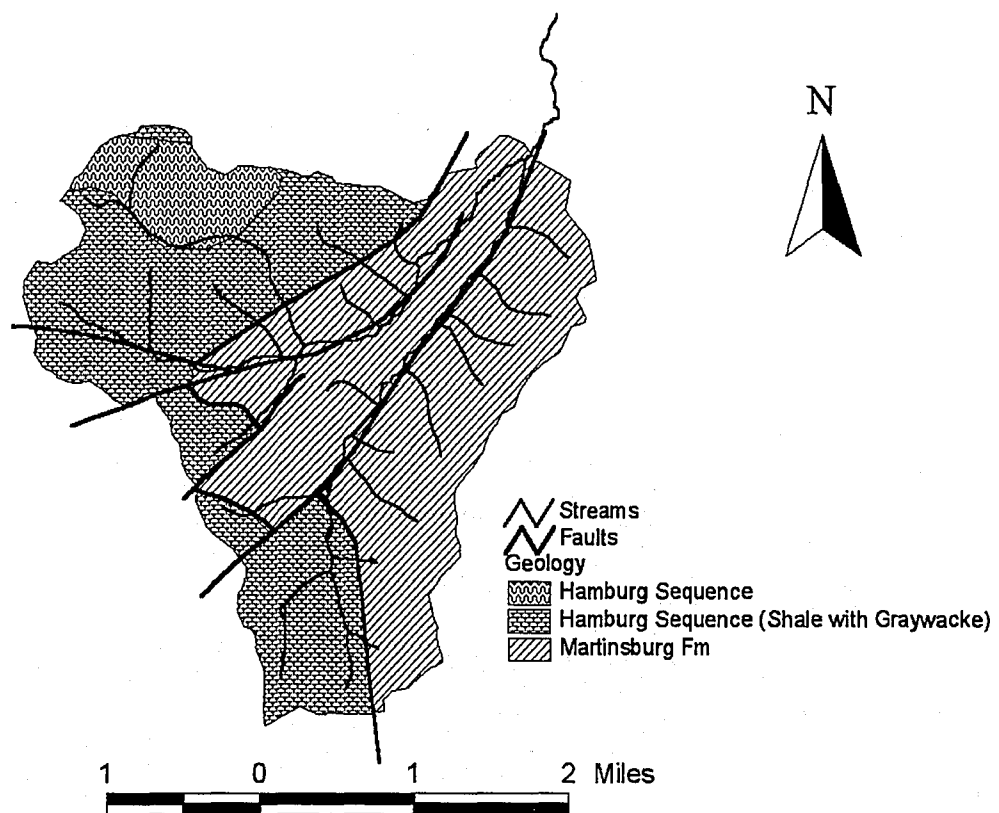 N
Streams
Faults
Geology
Hamburg Sequence
Hamburg Sequence (Shale with Graywacke)
Martinsburg Fm
1 0 1 2 Miles